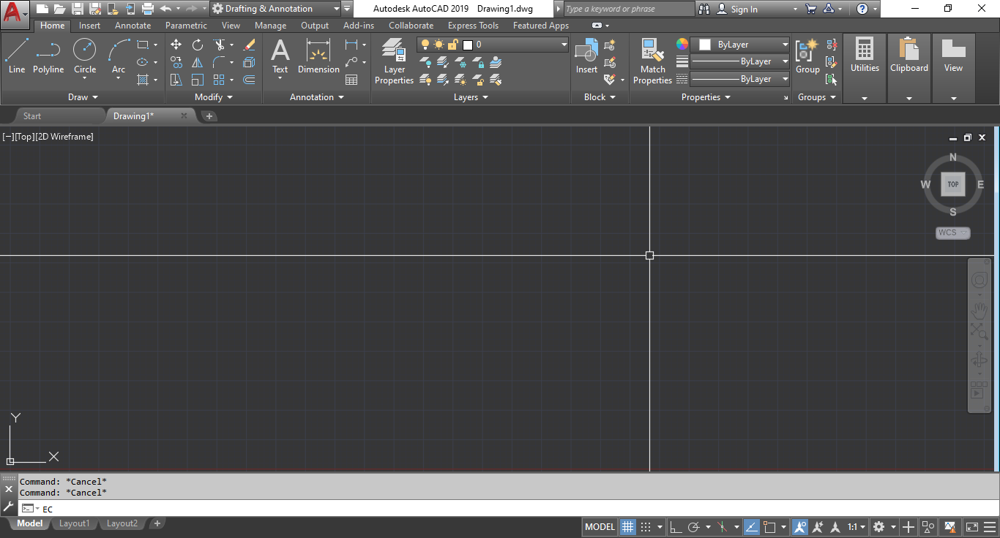 Drafting & Annotation
Autodesk AutoCAD 2019 Drawing1.dwg
Type a keyword or phrase
Sign In
Home Insert Annotate Parametric View Manage Output Add-ins Collaborate Express Tools Featured Apps
Line Polyline Circle Arc
Text Dimension
Layer Properties
0
Insert
Match Properties
ByLayer
ByLayer
ByLayer
Group
Utilities
Clipboard
View
Draw Modify Annotation Layers Block Properties Groups
Start Drawing1*
[−][Top][2D Wireframe]
N
W TOP E
S
WCS
Y
X
Command: *Cancel*
Command: *Cancel*
EC
Model Layout1 Layout2
MODEL 1:1